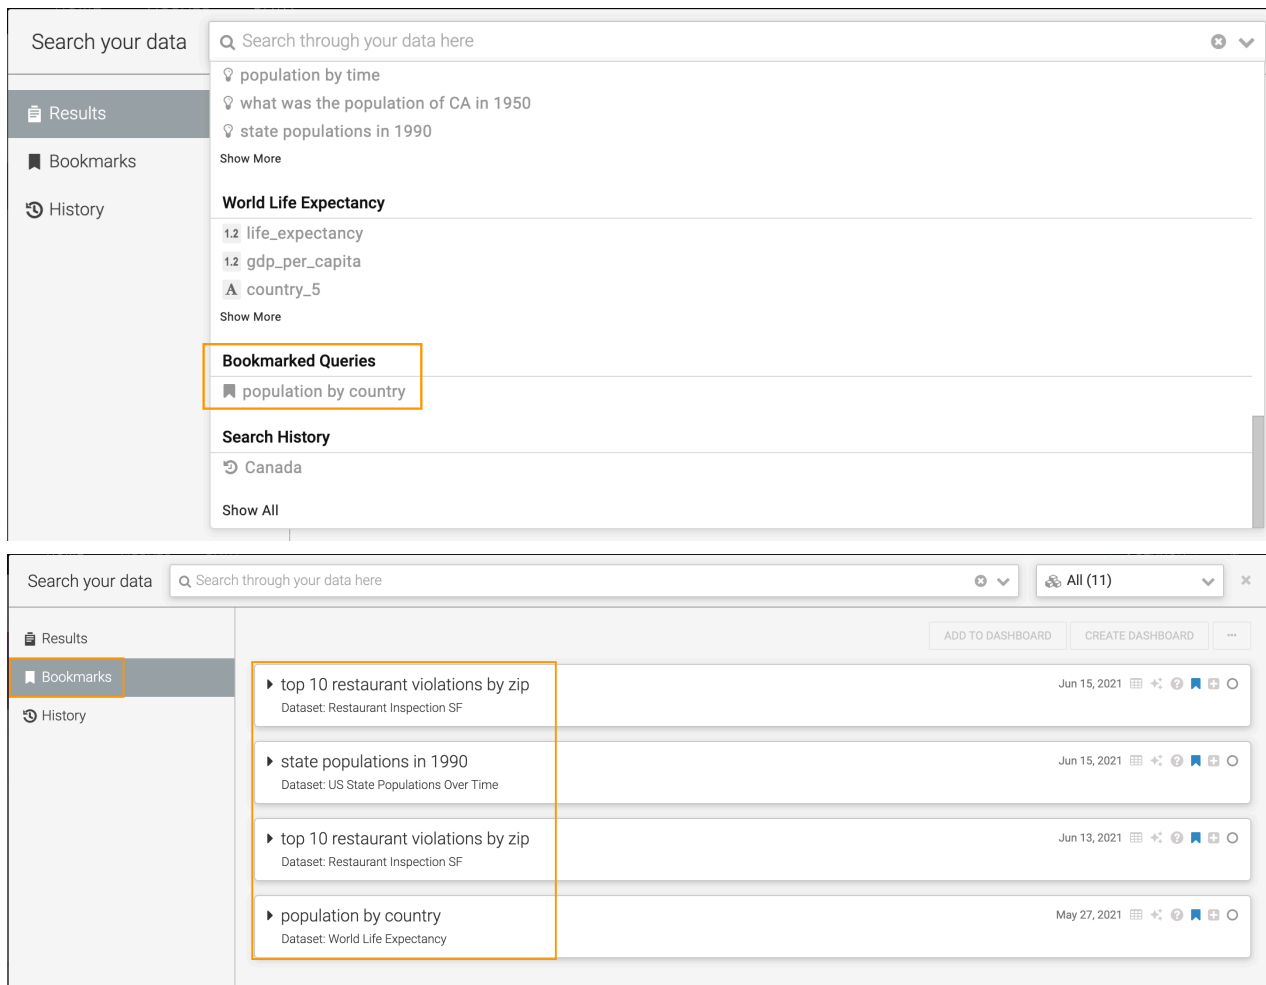 Search your data
Search through your data here
Results
Bookmarks
History
population by time
what was the population of CA in 1950
state populations in 1990
Show More
World Life Expectancy
1.2 life_expectancy
1.2 gdp_per_capita
A country_5
Show More
Bookmarked Queries
population by country
Search History
Canada
Show All
Search your data
Search through your data here
All (11)
Results
Bookmarks
History
ADD TO DASHBOARD
CREATE DASHBOARD
top 10 restaurant violations by zip
Jun 15, 2021
Dataset: Restaurant Inspection SF
state populations in 1990
Jun 15, 2021
Dataset: US State Populations Over Time
top 10 restaurant violations by zip
Jun 13, 2021
Dataset: Restaurant Inspection SF
population by country
May 27, 2021
Dataset: World Life Expectancy